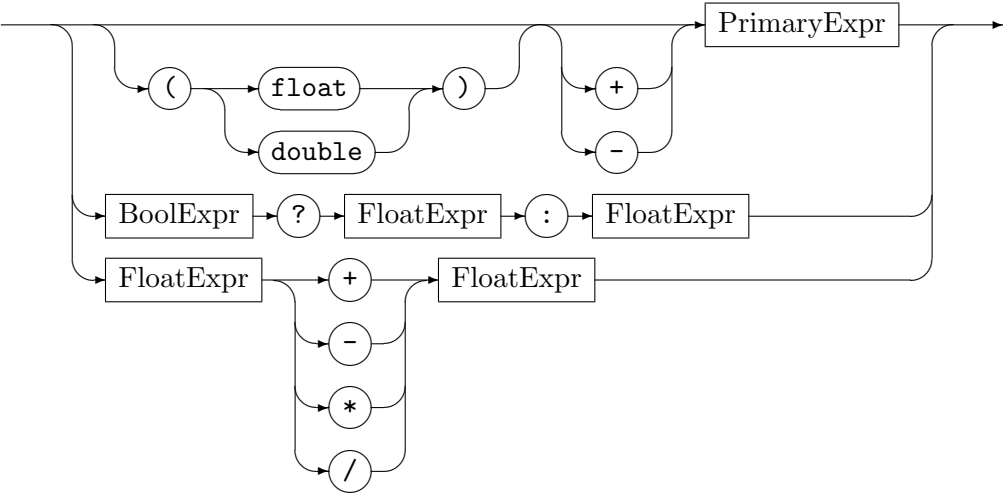 PrimaryExpr
( float ) +
double -
BoolExpr ? FloatExpr : FloatExpr
FloatExpr + FloatExpr
-
*
/